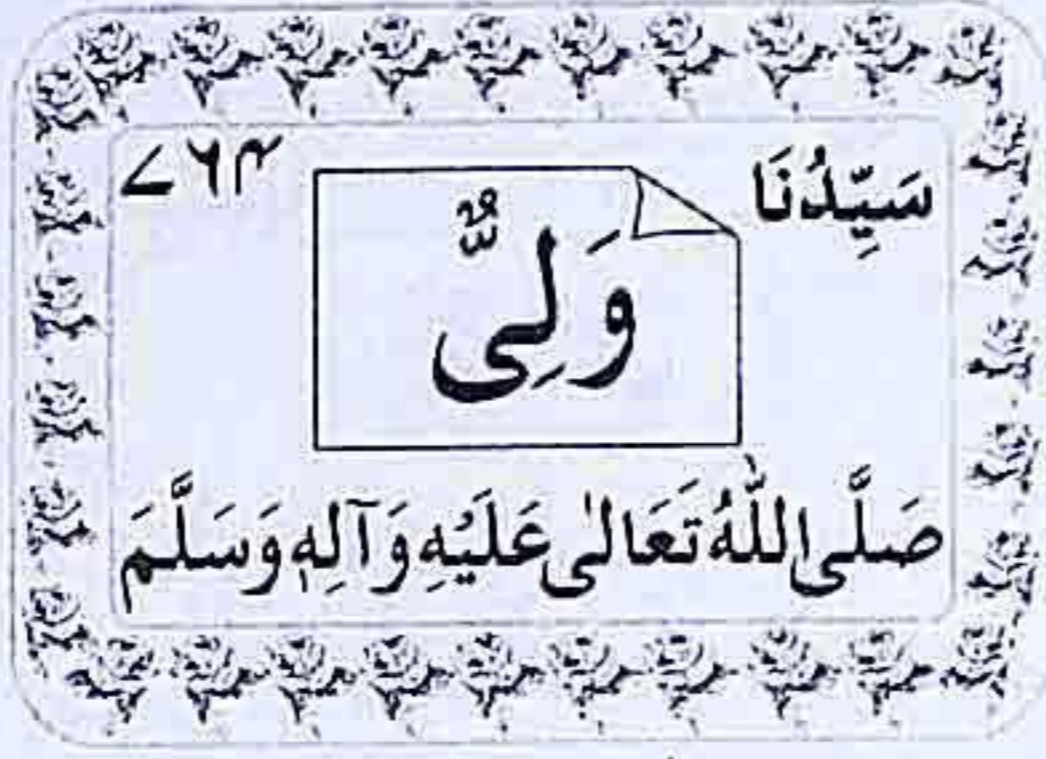 سَيِّدُنَا
۷۶۴
وَلِیٌّ
صَلَّی اللّٰهُ تَعَالٰی عَلَیْهِ وَآلِهٖ وَسَلَّمَ